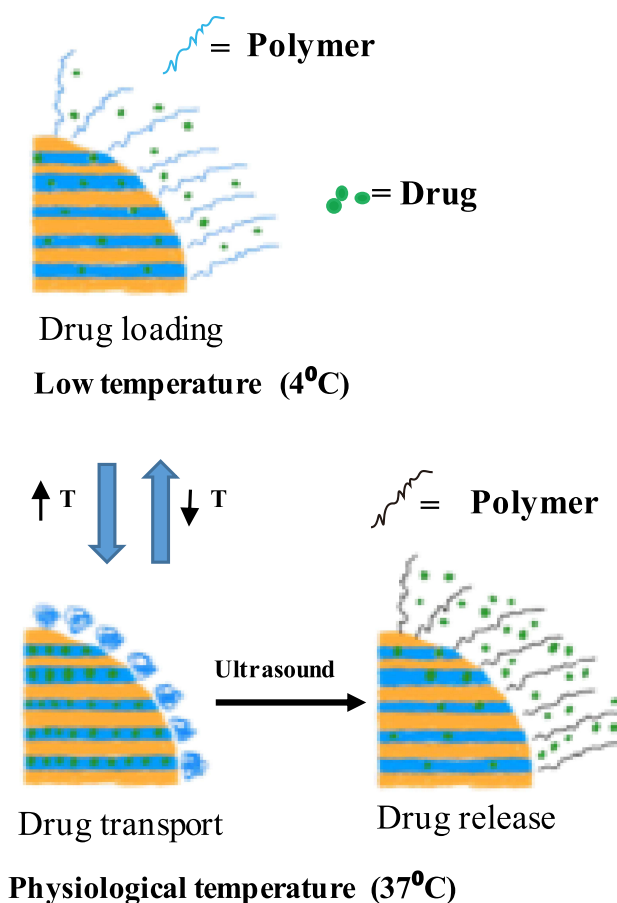 = Polymer
= Drug
Drug loading
Low temperature (4⁰C)
↑ T ↓ T
= Polymer
Ultrasound
Drug transport
Drug release
Physiological temperature (37⁰C)